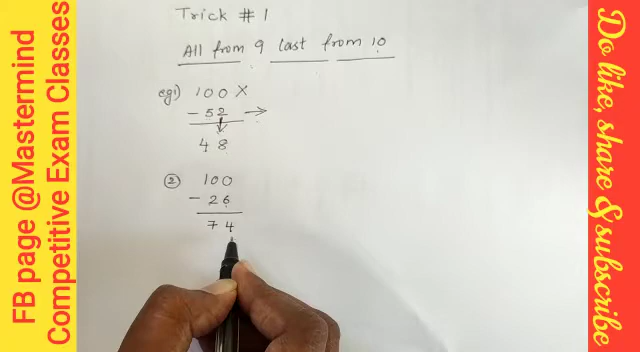 FB page @Mastermind
Competitive Exam Classes
Trick # 1
All from 9 last from 10
eg1) 100 X
- 52 →
48
② 100
- 26
74
Do like, share & subscribe